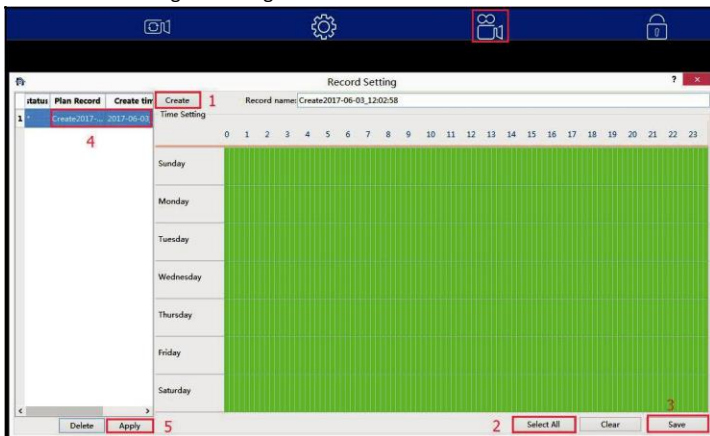 Record Setting
? ×
status Plan Record Create tim
Create 1
Record name: Create2017-06-03_12:02:58
1 * Create2017-... 2017-06-03_
4
Time Setting
0 1 2 3 4 5 6 7 8 9 10 11 12 13 14 15 16 17 18 19 20 21 22 23
Sunday
Monday
Tuesday
Wednesday
Thursday
Friday
Saturday
3
< >
Delete Apply 5
2 Select All Clear Save